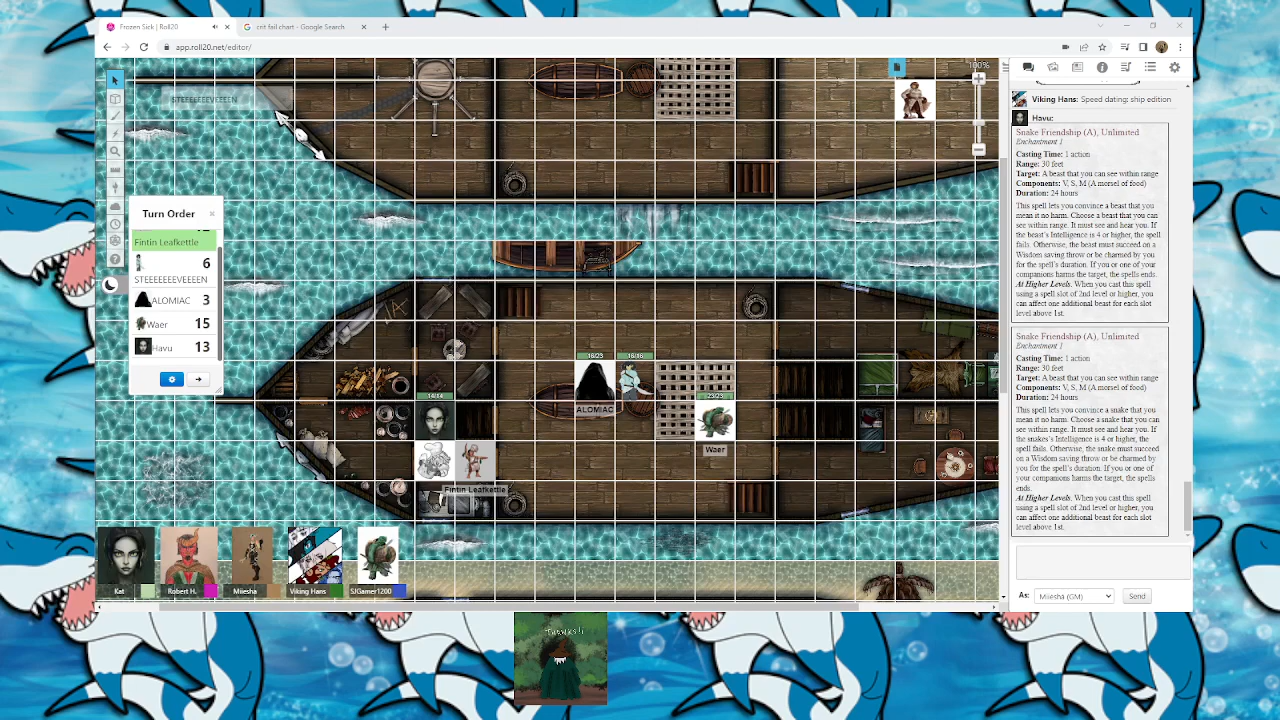 Frozen Sick | Roll20
crit fail chart - Google Search
app.roll20.net/editor/
100%
STEEEEEEVEEEEN
Turn Order
Fintin Leafkettle
6
STEEEEEEVEEEEN
ALOMIAC 3
Waer 15
Havu 13
16/23
16/16
14/14
23/23
ALOMIAC
Waer
Fintin Leafkettle
Kat
Robert H.
Miiesha
Viking Hans
SJGamer1200
Viking Hans: Speed dating: ship edition
Havu:
Snake Friendship (A), Unlimited
Enchantment 1
Casting Time: 1 action
Range: 30 feet
Target: A beast that you can see within range
Components: V, S, M (A morsel of food)
Duration: 24 hours
This spell lets you convince a beast that you
mean it no harm. Choose a beast that you can
see within range. It must see and hear you. If
the beast's Intelligence is 4 or higher, the spell
fails. Otherwise, the beast must succeed on a
Wisdom saving throw or be charmed by you
for the spell's duration. If you or one of your
companions harms the target, the spells ends.
At Higher Levels. When you cast this spell
using a spell slot of 2nd level or higher, you
can affect one additional beast for each slot
level above 1st.
Snake Friendship (A), Unlimited
Enchantment 1
Casting Time: 1 action
Range: 30 feet
Target: A beast that you can see within range
Components: V, S, M (A morsel of food)
Duration: 24 hours
This spell lets you convince a snake that you
mean it no harm. Choose a snake that you can
see within range. It must see and hear you. If
the snakes's Intelligence is 4 or higher, the
spell fails. Otherwise, the snake must succeed
on a Wisdom saving throw or be charmed by
you for the spell's duration. If you or one of your
companions harms the target, the spells
ends.
At Higher Levels. When you cast this spell
using a spell slot of 2nd level or higher, you
can affect one additional beast for each slot
level above 1st.
As: Miiesha (GM) Send